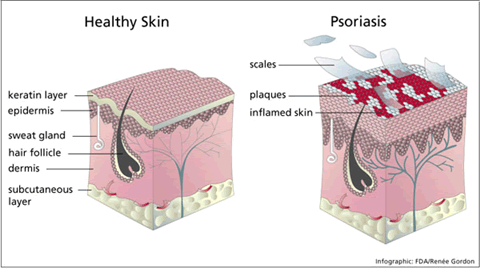 Healthy Skin
Psoriasis
keratin layer
epidermis
sweat gland
hair follicle
dermis
subcutaneous
layer
scales
plaques
inflamed skin
Infographic: FDA/Renée Gordon